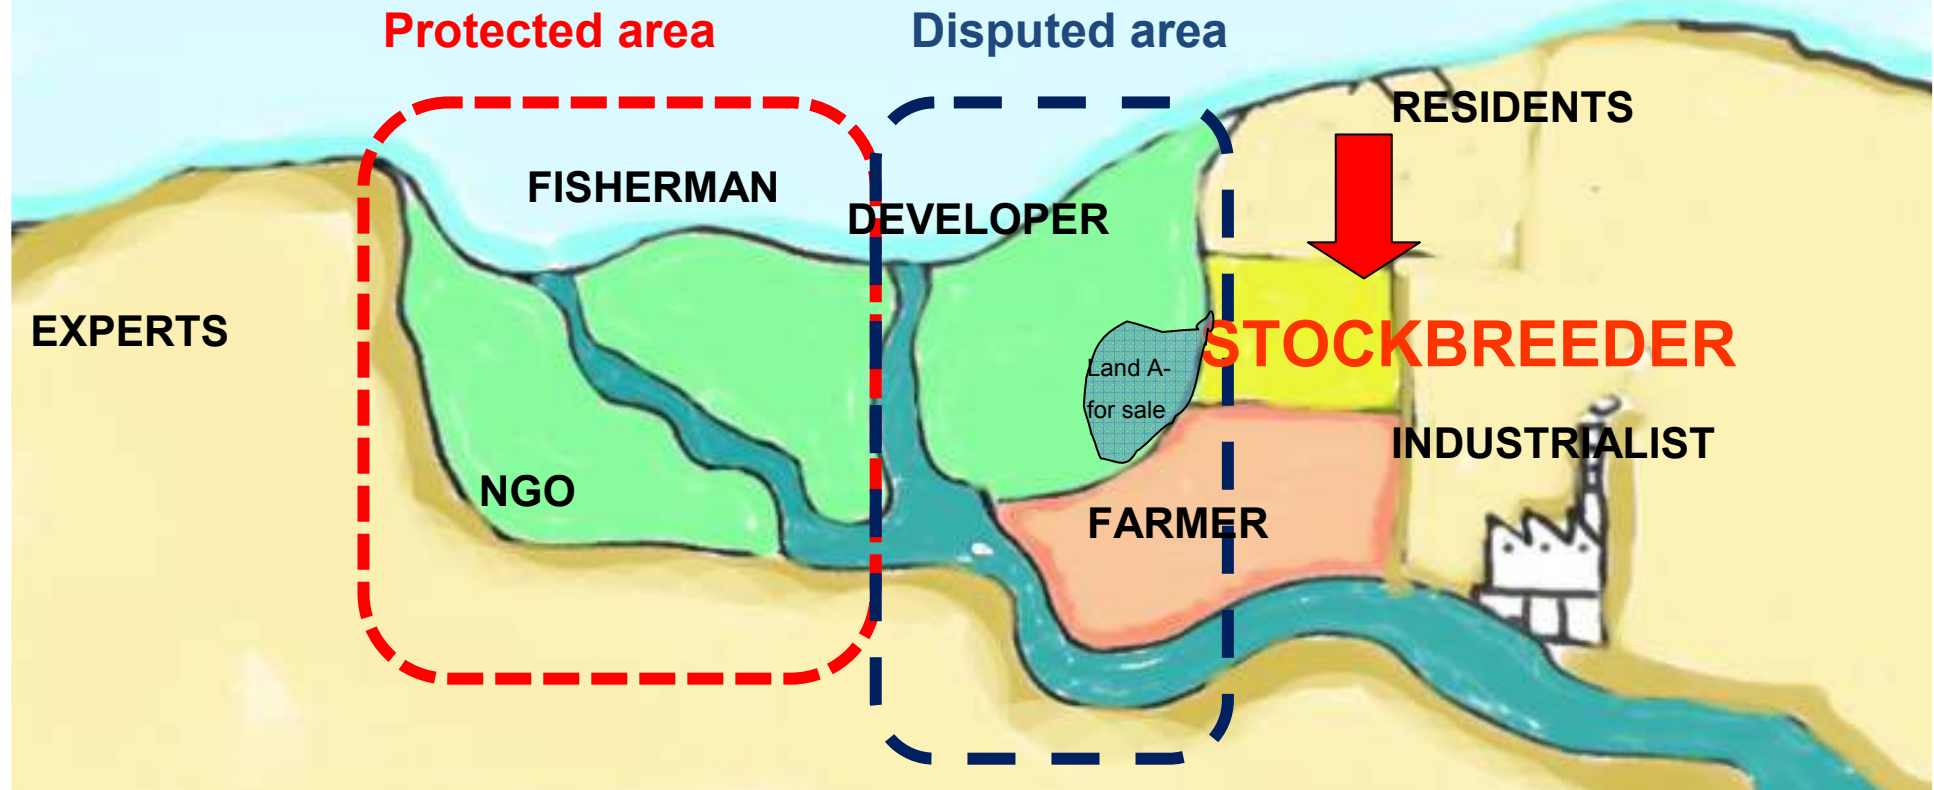 Protected area
Disputed area
RESIDENTS
FISHERMAN
DEVELOPER
EXPERTS
STOCKBREEDER
Land A-
for sale
INDUSTRIALIST
NGO
FARMER